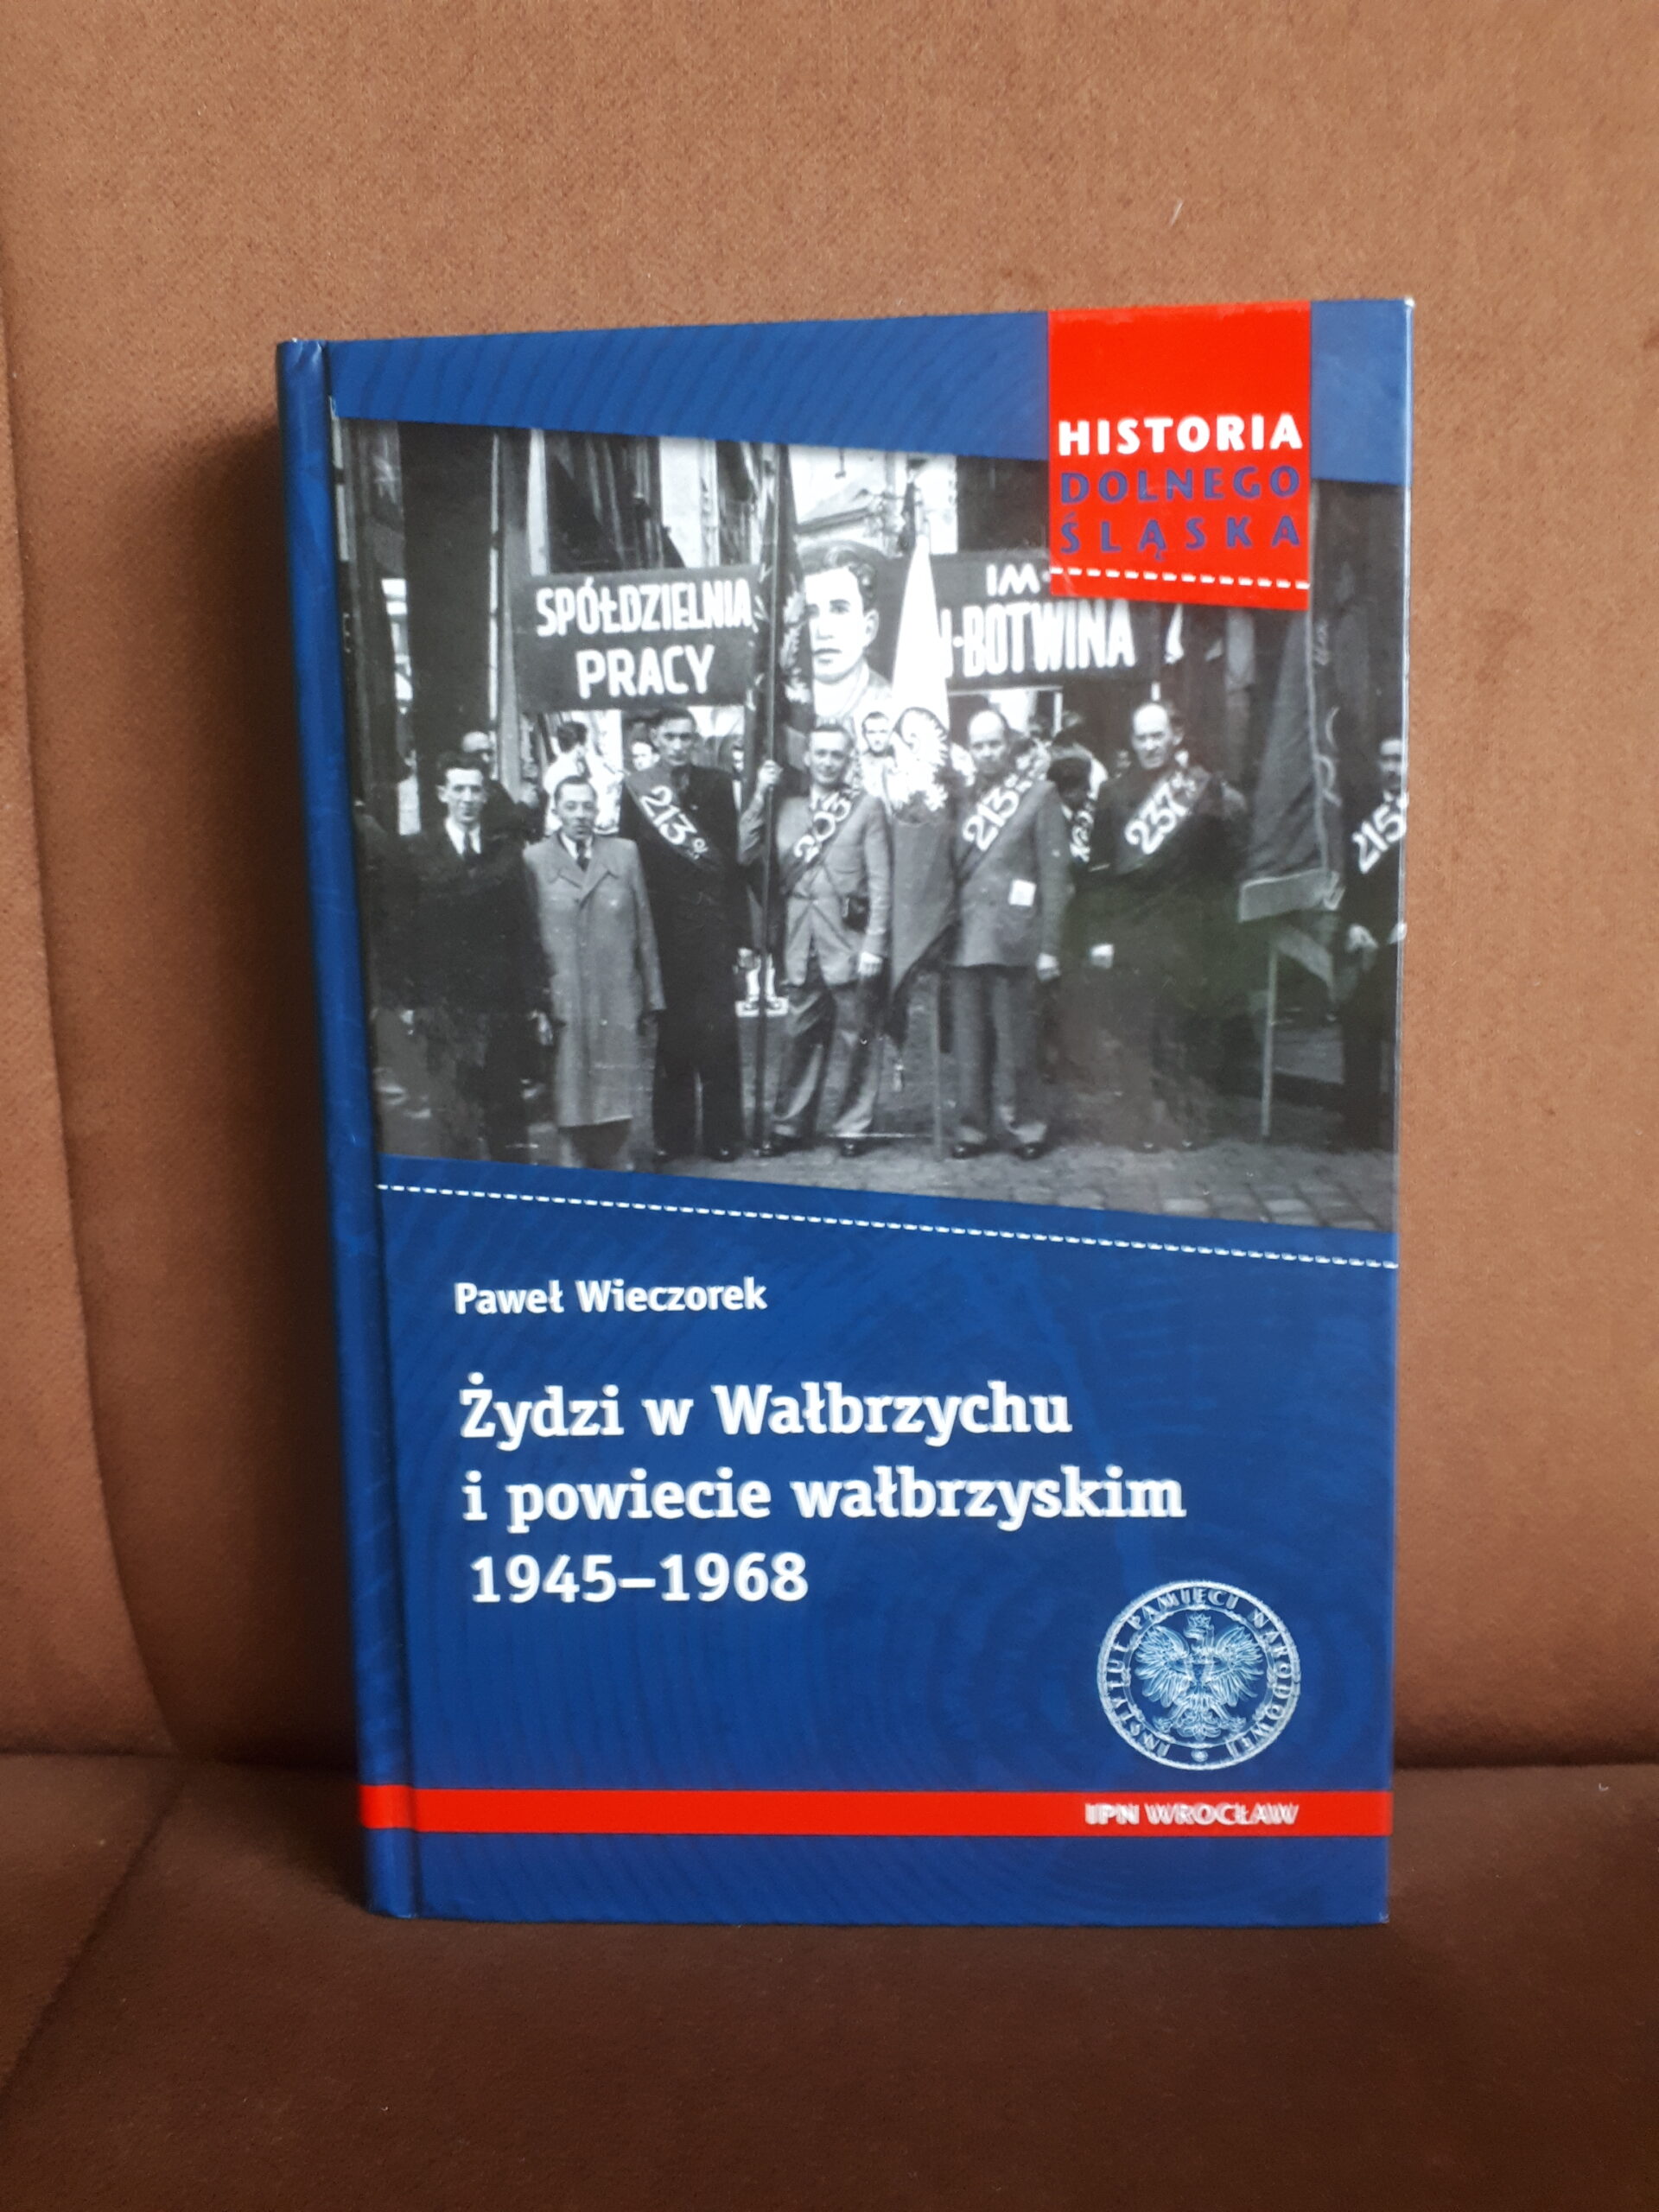 HISTORIA
DOLNEGO
ŚLĄSKA
SPÓŁDZIELNIA
PRACY
IM
BOTWINA
213%
203%
213%
237%
215
Paweł Wieczorek
Żydzi w Wałbrzychu
i powiecie wałbrzyskim
1945–1968
INSTYTUT PAMIĘCI NARODOWEJ
IPN WROCŁAW